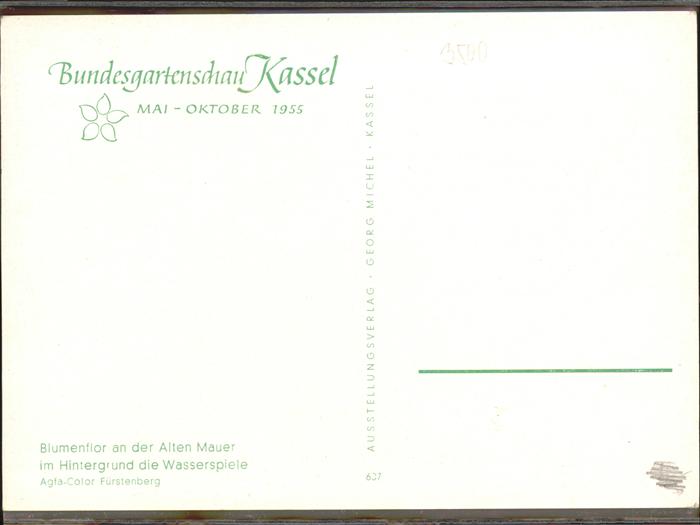 Bundesgartenschau Kassel
MAI - OKTOBER 1955
Blumenflor an der Alten Mauer
im Hintergrund die Wasserspiele
Agfa-Color Fürstenberg
AUSSTELLUNGSVERLAG · GEORG MICHEL · KASSEL
607